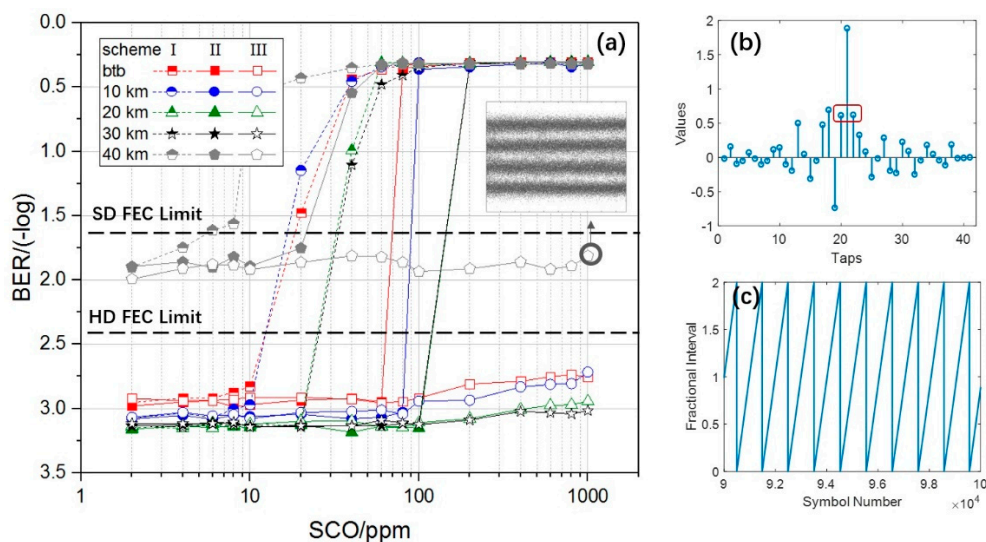 (a)
scheme I II III
btb
10 km
20 km
30 km
40 km
SD FEC Limit
HD FEC Limit
BER/(-log)
0.0
0.5
1.0
1.5
2.0
2.5
3.0
3.5
1 10 100 1000
SCO/ppm
(b)
Values
2
1.5
1
0.5
0
-0.5
-1
0 10 20 30 40
Taps
(c)
Fractional Interval
2
1.5
1
0.5
0
9 9.2 9.4 9.6 9.8 10
Symbol Number
×10⁴